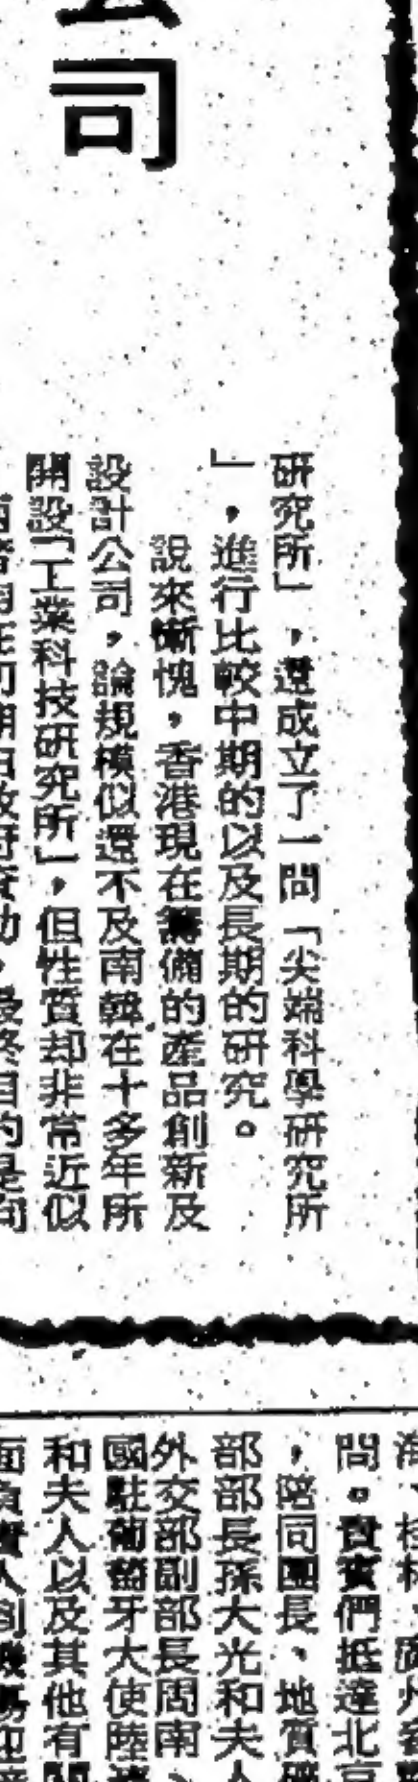 公司
研究所」，還成立了一間「尖端科學研究所
」，進行比較中期的以及長期的研究。
說來慚愧，香港現在籌備的產品創新及
設計公司，論規模似還不及南韓在十多年所
開設「工業科技研究所」，但性質却非常近似
問。貴賓們抵達北京
，陪同團長、地質礦
部部長孫大光和夫人
外交部副部長周南、
國駐葡萄牙大使陸
和夫人以及其他有關